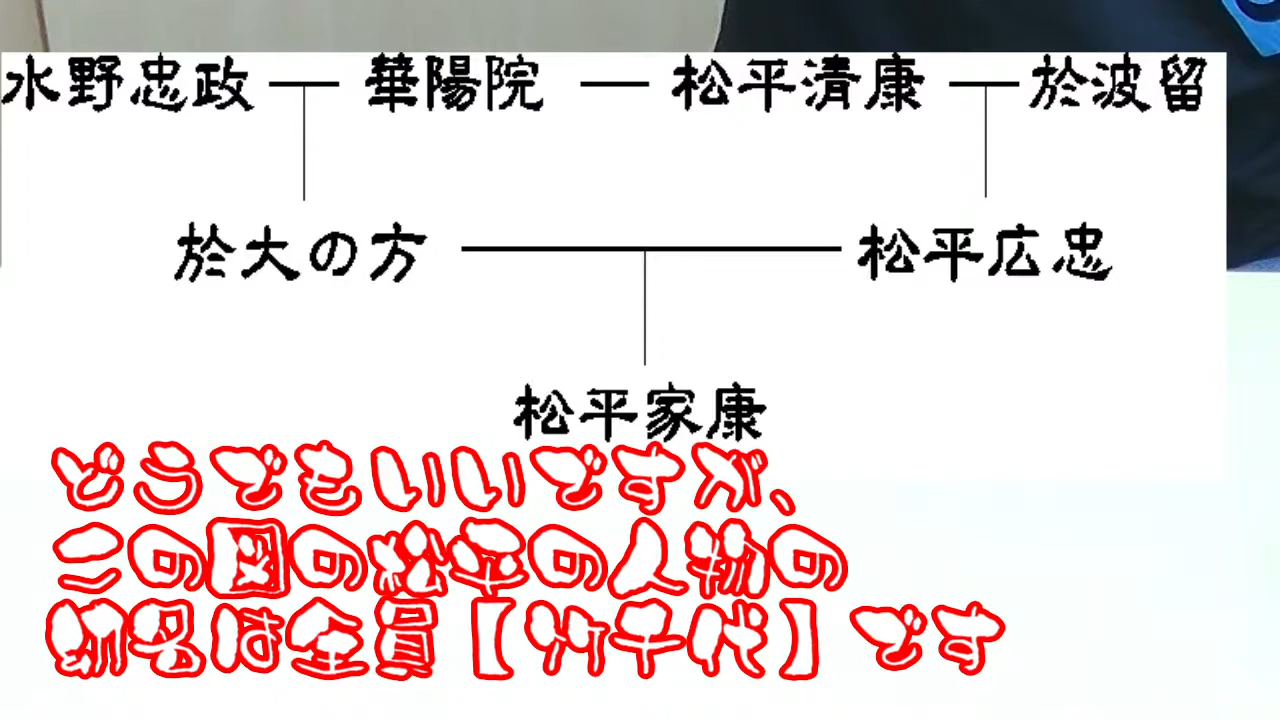 水野忠政 華陽院 松平清康 於波留
於大の方 松平広忠
松平家康
どうでもいいですが、
この図の松平の人物の
幼名は全員【竹千代】です